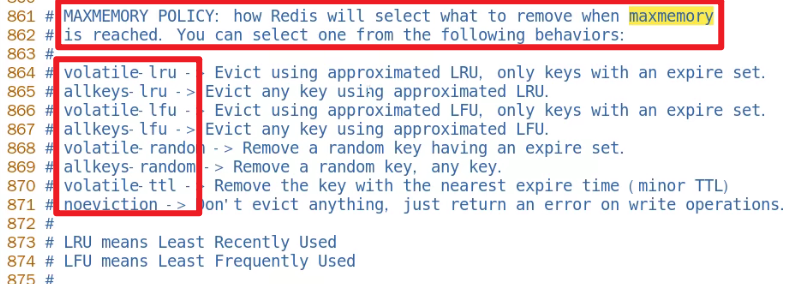 861 # MAXMEMORY POLICY: how Redis will select what to remove when maxmemory
862 # is reached. You can select one from the following behaviors:
863 #
864 # volatile-lru -> Evict using approximated LRU, only keys with an expire set.
865 # allkeys-lru -> Evict any key using approximated LRU.
866 # volatile-lfu -> Evict using approximated LFU, only keys with an expire set.
867 # allkeys-lfu -> Evict any key using approximated LFU.
868 # volatile-random -> Remove a random key having an expire set.
869 # allkeys-random -> Remove a random key, any key.
870 # volatile-ttl -> Remove the key with the nearest expire time (minor TTL)
871 # noeviction -> Don't evict anything, just return an error on write operations.
872 #
873 # LRU means Least Recently Used
874 # LFU means Least Frequently Used
875 #